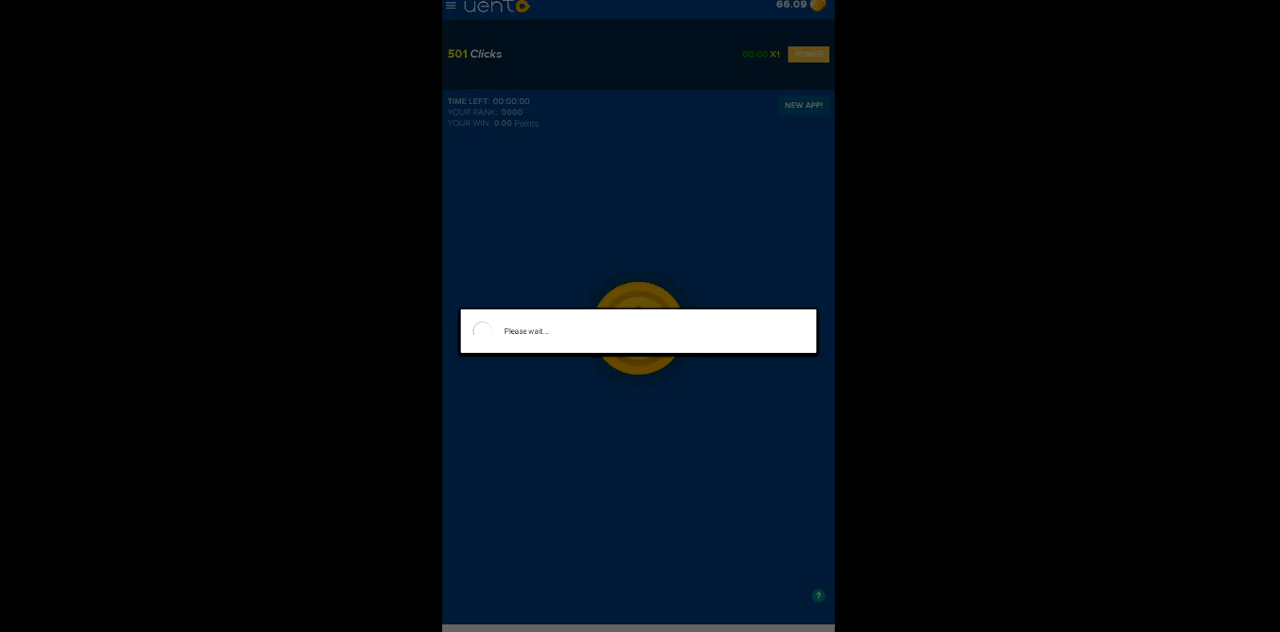 uento
66.09
501 Clicks
00:00 X1
POWER
TIME LEFT: 00:00:00
NEW APP!
YOUR RANK: 0000
YOUR WIN: 0.00 Points
Please wait...
?